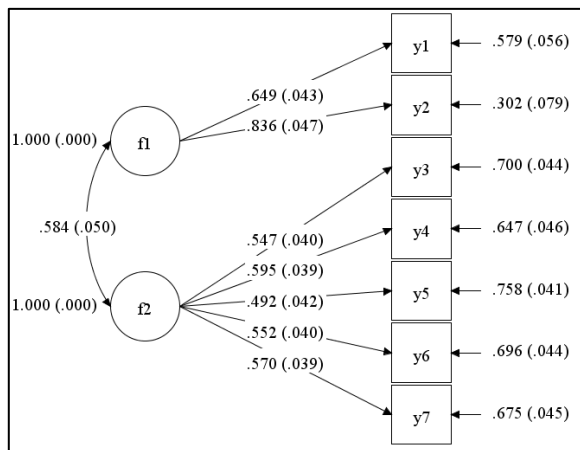 y1
.579 (.056)
.649 (.043)
y2
.302 (.079)
.836 (.047)
1.000 (.000)
f1
y3
.700 (.044)
.584 (.050)
.547 (.040)
y4
.647 (.046)
.595 (.039)
1.000 (.000)
f2
.492 (.042)
y5
.758 (.041)
.552 (.040)
y6
.696 (.044)
.570 (.039)
y7
.675 (.045)